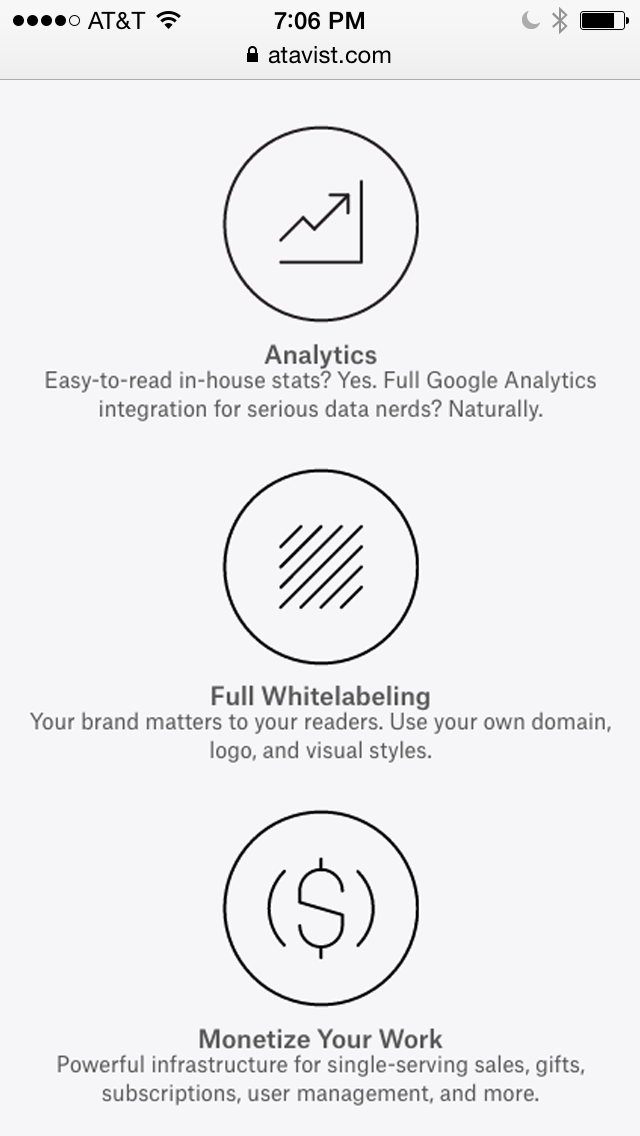 AT&T 7:06 PM
atavist.com
Analytics
Easy-to-read in-house stats? Yes. Full Google Analytics
integration for serious data nerds? Naturally.
Full Whitelabeling
Your brand matters to your readers. Use your own domain,
logo, and visual styles.
Monetize Your Work
Powerful infrastructure for single-serving sales, gifts,
subscriptions, user management, and more.